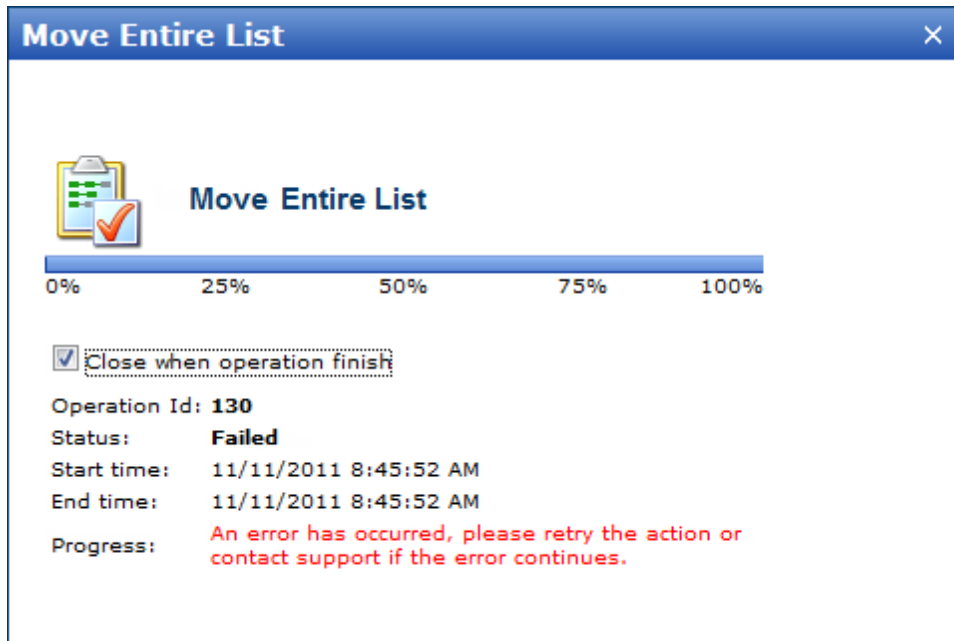 Move Entire List
Move Entire List
0% 25% 50% 75% 100%
Close when operation finish
Operation Id: 130
Status: Failed
Start time: 11/11/2011 8:45:52 AM
End time: 11/11/2011 8:45:52 AM
Progress: An error has occurred, please retry the action or
contact support if the error continues.